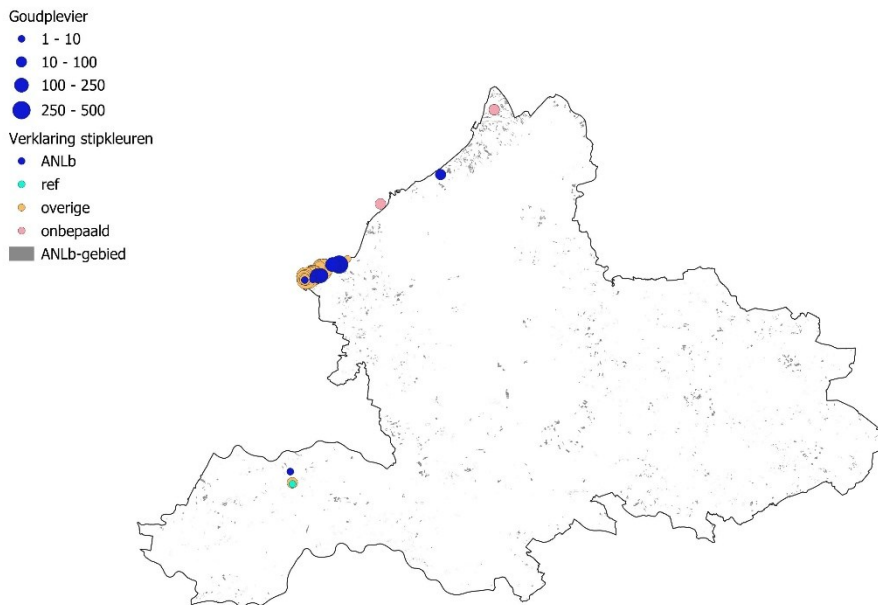 Goudplevier
1 - 10
10 - 100
100 - 250
250 - 500
Verklaring stipkleuren
ANLb
ref
overige
onbepaald
ANLb-gebied